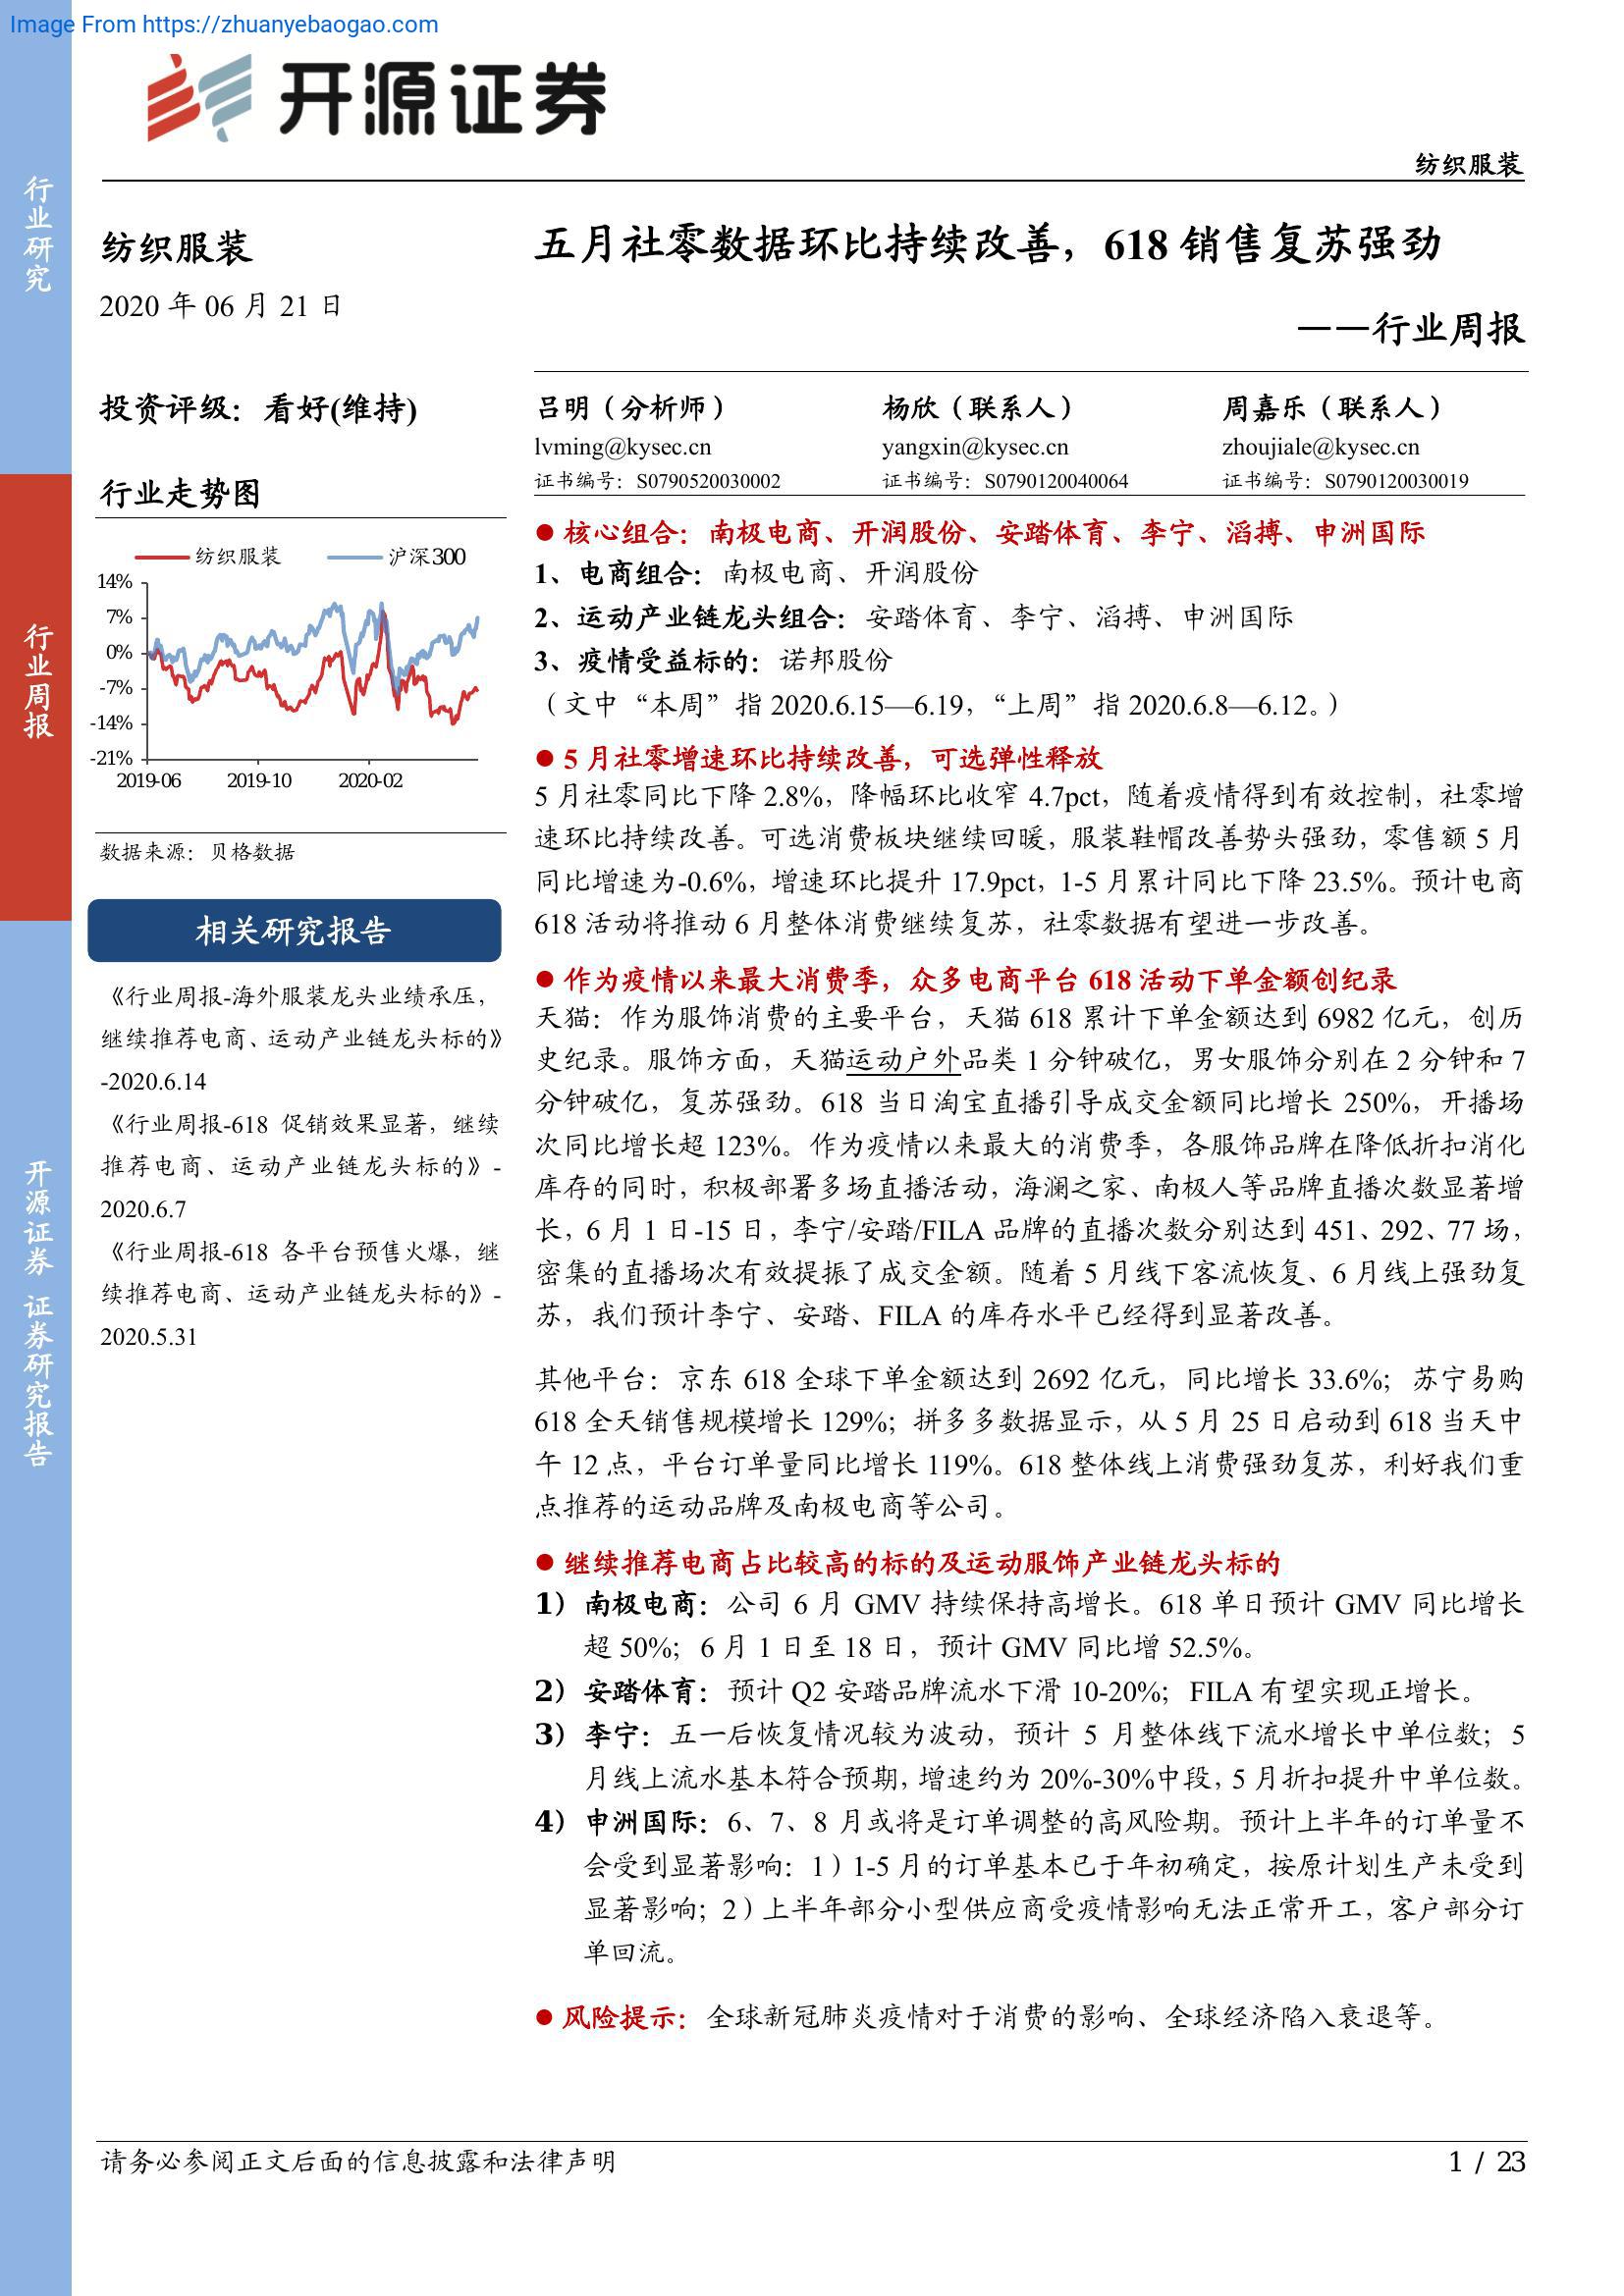 Image From https://zhuanyebaogao.com
开源证券
纺织服装
行业研究
行业周报
开源证券 证券研究报告
纺织服装
2020 年 06 月 21 日
投资评级：看好(维持)
行业走势图
纺织服装 沪深300
14%
7%
0%
-7%
-14%
-21%
2019-06 2019-10 2020-02
数据来源：贝格数据
相关研究报告
《行业周报-海外服装龙头业绩承压，
继续推荐电商、运动产业链龙头标的》
-2020.6.14
《行业周报-618 促销效果显著，继续
推荐电商、运动产业链龙头标的》-
2020.6.7
《行业周报-618 各平台预售火爆，继
续推荐电商、运动产业链龙头标的》-
2020.5.31
五月社零数据环比持续改善，618 销售复苏强劲
——行业周报
吕明（分析师） 杨欣（联系人） 周嘉乐（联系人）
lvming@kysec.cn yangxin@kysec.cn zhoujiale@kysec.cn
证书编号：S0790520030002 证书编号：S0790120040064 证书编号：S0790120030019
● 核心组合：南极电商、开润股份、安踏体育、李宁、滔搏、申洲国际
1、电商组合：南极电商、开润股份
2、运动产业链龙头组合：安踏体育、李宁、滔搏、申洲国际
3、疫情受益标的：诺邦股份
（文中“本周”指 2020.6.15—6.19，“上周”指 2020.6.8—6.12。）
● 5 月社零增速环比持续改善，可选弹性释放
5 月社零同比下降 2.8%，降幅环比收窄 4.7pct，随着疫情得到有效控制，社零增
速环比持续改善。可选消费板块继续回暖，服装鞋帽改善势头强劲，零售额 5 月
同比增速为-0.6%，增速环比提升 17.9pct，1-5 月累计同比下降 23.5%。预计电商
618 活动将推动 6 月整体消费继续复苏，社零数据有望进一步改善。
● 作为疫情以来最大消费季，众多电商平台 618 活动下单金额创纪录
天猫：作为服饰消费的主要平台，天猫 618 累计下单金额达到 6982 亿元，创历
史纪录。服饰方面，天猫运动户外品类 1 分钟破亿，男女服饰分别在 2 分钟和 7
分钟破亿，复苏强劲。618 当日淘宝直播引导成交金额同比增长 250%，开播场
次同比增长超 123%。作为疫情以来最大的消费季，各服饰品牌在降低折扣消化
库存的同时，积极部署多场直播活动，海澜之家、南极人等品牌直播次数显著增
长，6 月 1 日-15 日，李宁/安踏/FILA 品牌的直播次数分别达到 451、292、77 场，
密集的直播场次有效提振了成交金额。随着 5 月线下客流恢复、6 月线上强劲复
苏，我们预计李宁、安踏、FILA 的库存水平已经得到显著改善。
其他平台：京东 618 全球下单金额达到 2692 亿元，同比增长 33.6%；苏宁易购
618 全天销售规模增长 129%；拼多多数据显示，从 5 月 25 日启动到 618 当天中
午 12 点，平台订单量同比增长 119%。618 整体线上消费强劲复苏，利好我们重
点推荐的运动品牌及南极电商等公司。
● 继续推荐电商占比较高的标的及运动服饰产业链龙头标的
1）南极电商：公司 6 月 GMV 持续保持高增长。618 单日预计 GMV 同比增长
超 50%；6 月 1 日至 18 日，预计 GMV 同比增 52.5%。
2）安踏体育：预计 Q2 安踏品牌流水下滑 10-20%；FILA 有望实现正增长。
3）李宁：五一后恢复情况较为波动，预计 5 月整体线下流水增长中单位数；5
月线上流水基本符合预期，增速约为 20%-30%中段，5 月折扣提升中单位数。
4）申洲国际：6、7、8 月或将是订单调整的高风险期。预计上半年的订单量不
会受到显著影响：1）1-5 月的订单基本已于年初确定，按原计划生产未受到
显著影响；2）上半年部分小型供应商受疫情影响无法正常开工，客户部分订
单回流。
● 风险提示：全球新冠肺炎疫情对于消费的影响、全球经济陷入衰退等。
请务必参阅正文后面的信息披露和法律声明 1 / 23